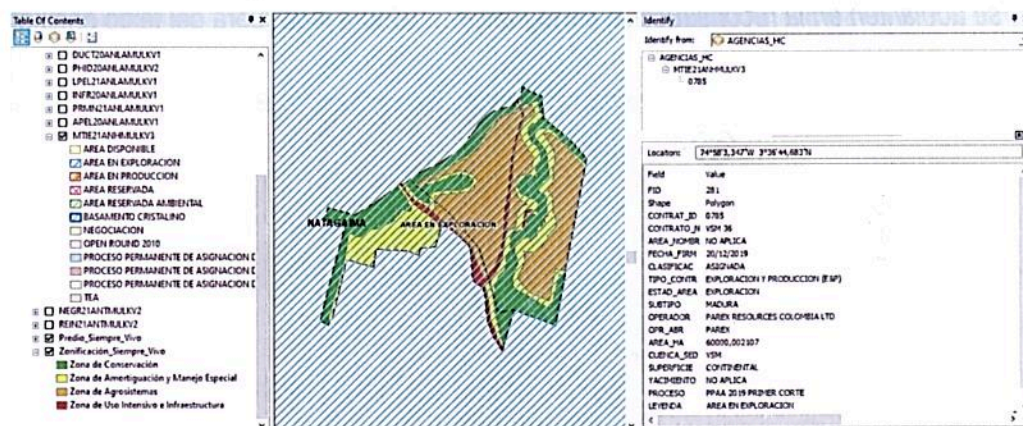 Table Of Contents
DUCT20ANLAMULKV1
PHID20ANLAMULKV2
LPEL21ANLAMULKV1
INFR20ANLAMULKV1
PRMN21ANLAMULKV1
APEL20ANLAMULKV1
MTIE21ANHMULKV3
AREA DISPONIBLE
AREA EN EXPLORACION
AREA EN PRODUCCION
AREA RESERVADA
AREA RESERVADA AMBIENTAL
BASAMENTO CRISTALINO
NEGOCIACION
OPEN ROUND 2010
PROCESO PERMANENTE DE ASIGNACION D
PROCESO PERMANENTE DE ASIGNACION D
PROCESO PERMANENTE DE ASIGNACION D
TEA
NEGR21ANTMULKV2
REIN21ANTMULKV2
Predio_Siempre_Vivo
Zonificación_Siempre_Vivo
Zona de Conservación
Zona de Amortiguación y Manejo Especial
Zona de Agrosistemas
Zona de Uso Intensivo e Infraestructura
NATAGAIMA
AREA EN EXPLORACION
Identify
Identify from: AGENCIAS_HC
AGENCIAS_HC
MTIE21ANHMULKV3
0785
Location: 74°58'3,347"W 3°36'44,683"N
Field Value
FID 281
Shape Polygon
CONTRAT_ID 0785
CONTRATO_N VSM 36
AREA_NOMBR NO APLICA
FECHA_FIRM 20/12/2019
CLASIFICAC ASIGNADA
TIPO_CONTR EXPLORACION Y PRODUCCION (E&P)
ESTAD_AREA EXPLORACION
SUBTIPO MADURA
OPERADOR PAREX RESOURCES COLOMBIA LTD
OPR_ABR PAREX
AREA_HA 60000,002107
CUENCA_SED VSM
SUPERFICIE CONTINENTAL
YACIMIENTO NO APLICA
PROCESO PPAA 2019 PRIMER CORTE
LEYENDA AREA EN EXPLORACION